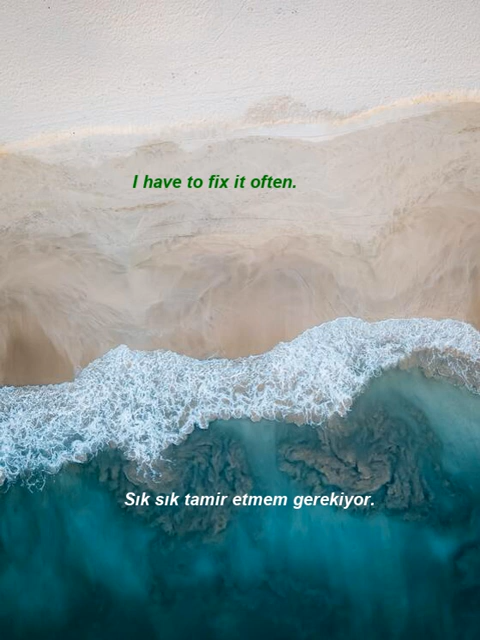 I have to fix it often.
Sık sık tamir etmem gerekiyor.